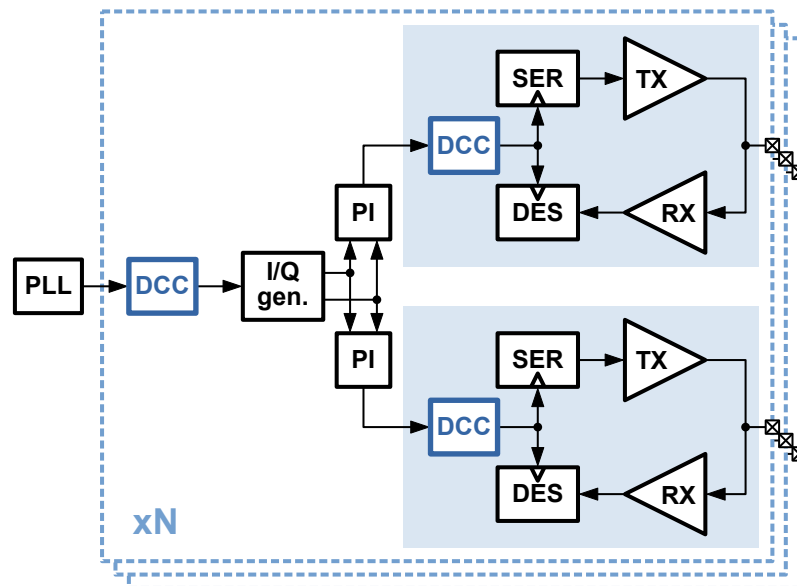 SER
TX
DCC
PI
DES
RX
PLL
DCC
I/Q
gen.
PI
SER
TX
DCC
DES
RX
xN